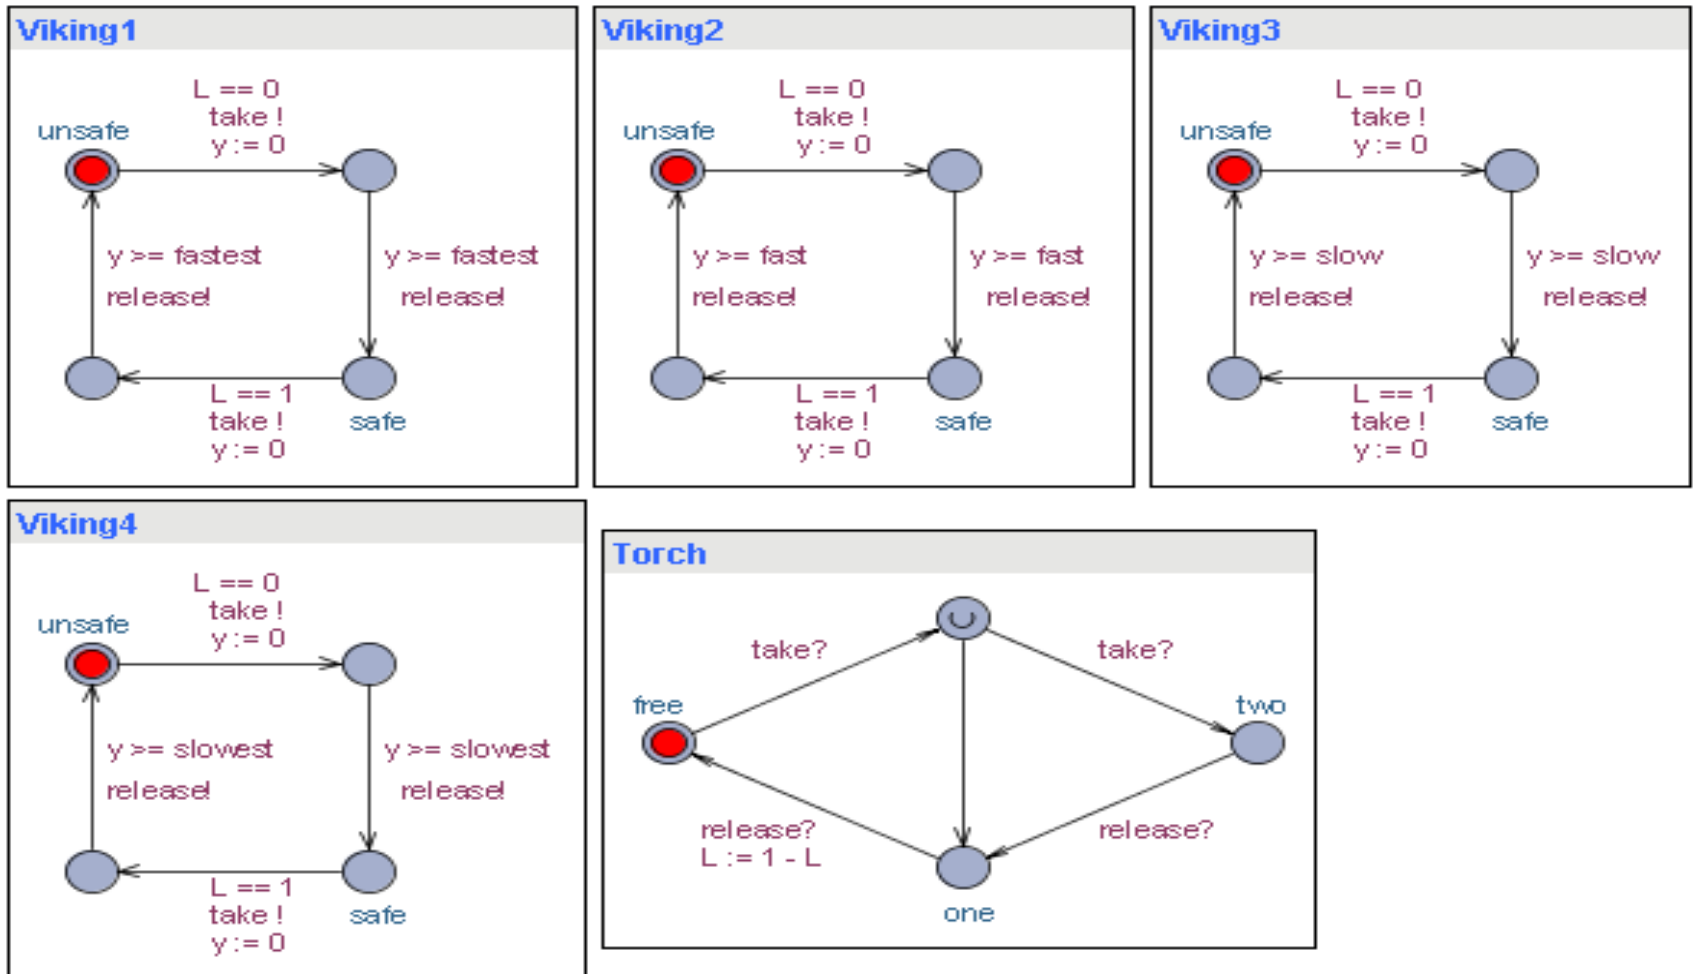 Viking1
L == 0
take !
y := 0
unsafe
y >= fastest
release!
y >= fastest
release!
L == 1
take !
y := 0
safe
Viking2
L == 0
take !
y := 0
unsafe
y >= fast
release!
y >= fast
release!
L == 1
take !
y := 0
safe
Viking3
L == 0
take !
y := 0
unsafe
y >= slow
release!
y >= slow
release!
L == 1
take !
y := 0
safe
Viking4
L == 0
take !
y := 0
unsafe
y >= slowest
release!
y >= slowest
release!
L == 1
take !
y := 0
safe
Torch
U
take?
take?
free
two
release?
L := 1 - L
release?
one